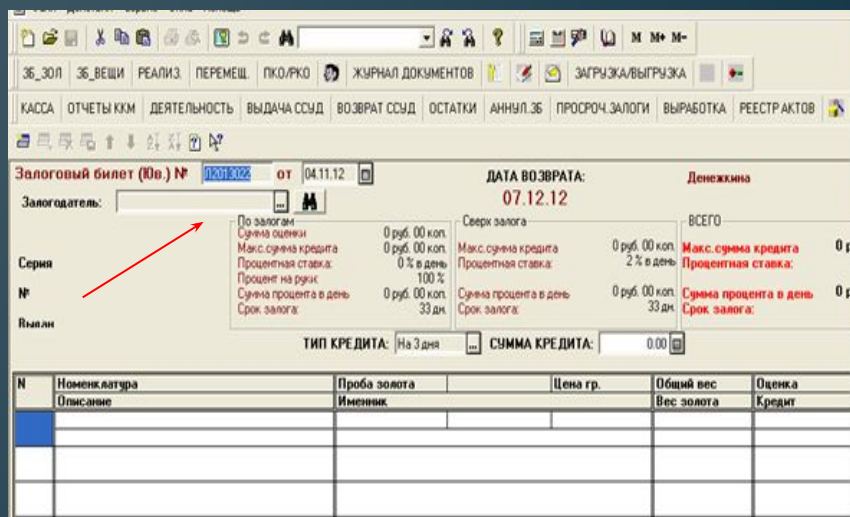 М М+ М-
ЗБ_ЗОЛ ЗБ_ВЕЩИ РЕАЛИЗ. ПЕРЕМЕЩ. ПКО/РКО ЖУРНАЛ ДОКУМЕНТОВ ЗАГРУЗКА/ВЫГРУЗКА
КАССА ОТЧЕТЫ ККМ ДЕЯТЕЛЬНОСТЬ ВЫДАЧА ССУД ВОЗВРАТ ССУД ОСТАТКИ АННУЛ.ЗБ ПРОСРОЧ.ЗАЛОГИ ВЫРАБОТКА РЕЕСТР АКТОВ
Залоговый билет (Юв.) № от 04.11.12 ДАТА ВОЗВРАТА: Денежкина
07.12.12
Залогодатель: ...
По залогам Сверх залога ВСЕГО
Сумма оценки 0 руб. 00 коп.
Макс.сумма кредита 0 руб. 00 коп. Макс.сумма кредита 0 руб. 00 коп. Макс.сумма кредита 0 р
Серия Процентная ставка: 0 % в день Процентная ставка: 2 % в день Процентная ставка:
Процент на руки: 100 %
№ Сумма процента в день 0 руб. 00 коп. Сумма процента в день 0 руб. 00 коп. Сумма процента в день 0 р
Срок залога: 33 дн. Срок залога: 33 дн. Срок залога:
Выдан
ТИП КРЕДИТА: На 3 дня ... СУММА КРЕДИТА: 0.00
N Номенклатура Проба золота Цена гр. Общий вес Оценка
Описание Именник Вес золота Кредит